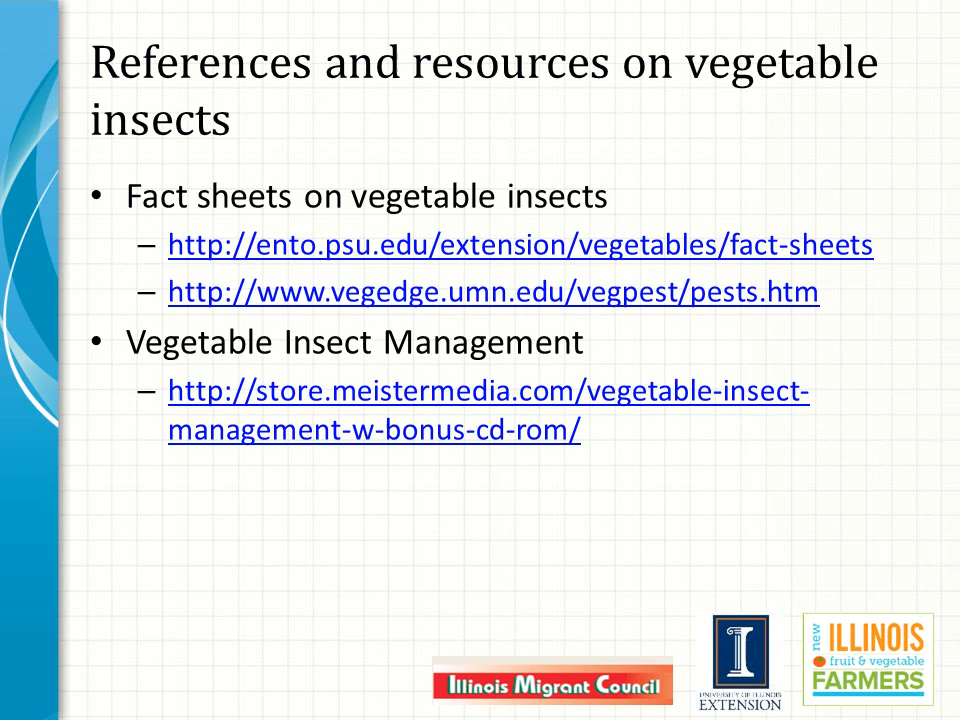 References and resources on vegetable
insects
• Fact sheets on vegetable insects
– http://ento.psu.edu/extension/vegetables/fact-sheets
– http://www.vegedge.umn.edu/vegpest/pests.htm
• Vegetable Insect Management
– http://store.meistermedia.com/vegetable-insect-
management-w-bonus-cd-rom/
Illinois Migrant Council
I
UNIVERSITY OF ILLINOIS
EXTENSION
new
ILLINOIS
fruit & vegetable
FARMERS